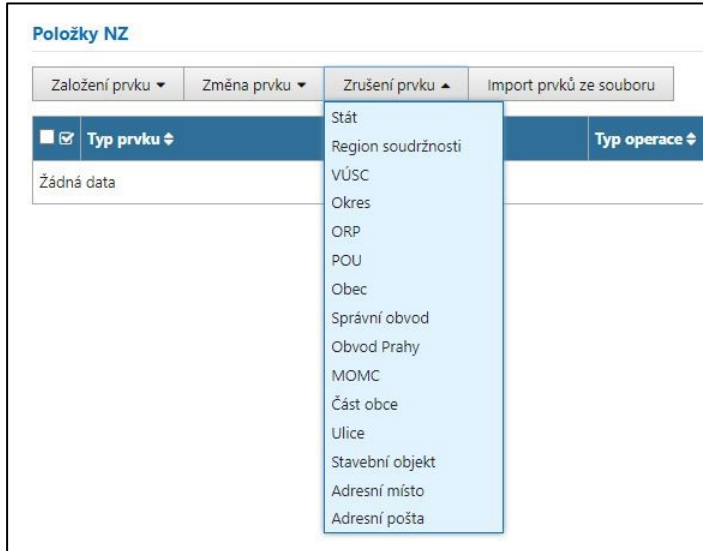 Položky NZ
Založení prvku Změna prvku Zrušení prvku Import prvků ze souboru
Typ prvku Typ operace
Žádná data
Stát
Region soudržnosti
VÚSC
Okres
ORP
POU
Obec
Správní obvod
Obvod Prahy
MOMC
Část obce
Ulice
Stavební objekt
Adresní místo
Adresní pošta